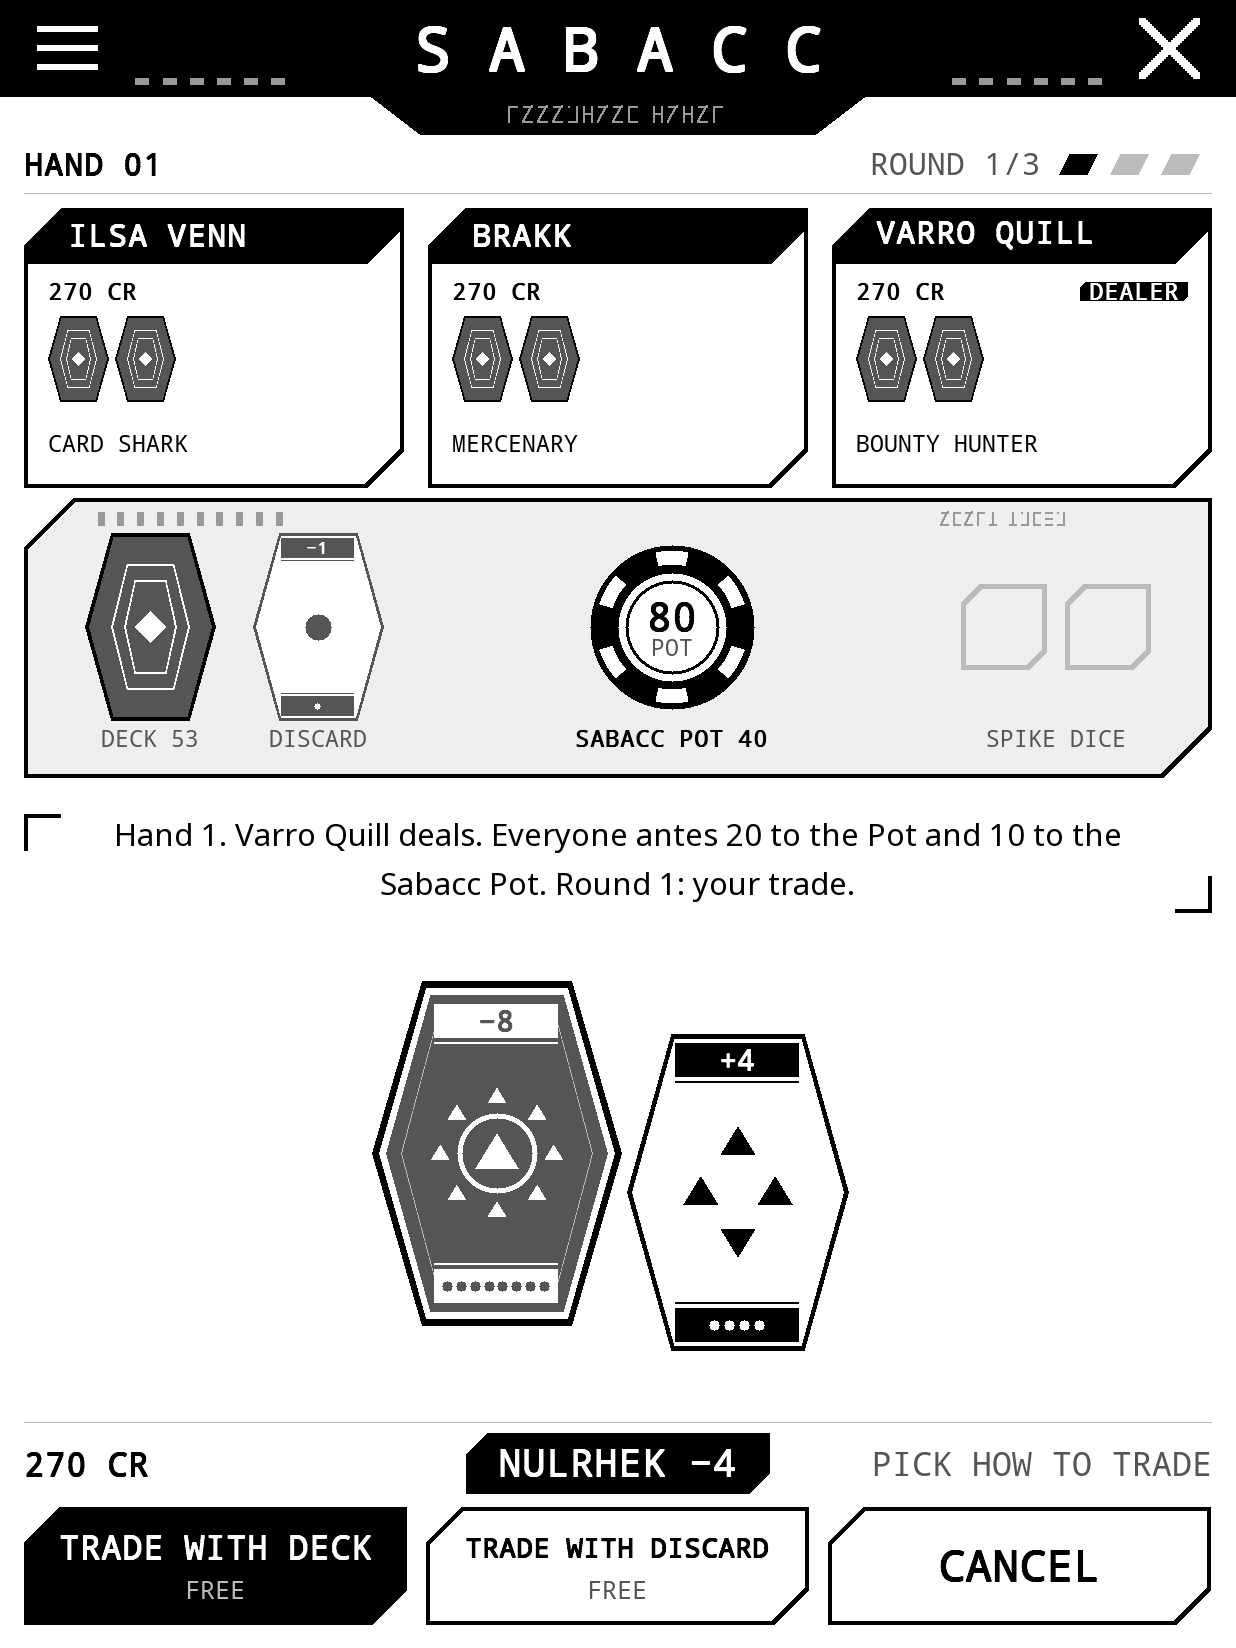 SABACC
HAND 01
ROUND 1/3
ILSA VENN
BRAKK
VARRO QUILL
270 CR
270 CR
270 CR
DEALER
CARD SHARK
MERCENARY
BOUNTY HUNTER
−1
80
POT
DECK 53
DISCARD
SABACC POT 40
SPIKE DICE
Hand 1. Varro Quill deals. Everyone antes 20 to the Pot and 10 to the
Sabacc Pot. Round 1: your trade.
−8
+4
270 CR
NULRHEK −4
PICK HOW TO TRADE
TRADE WITH DECK
FREE
TRADE WITH DISCARD
FREE
CANCEL